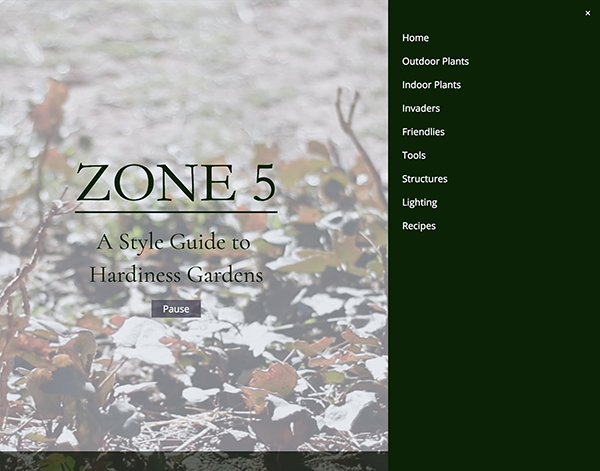 ×
Home
Outdoor Plants
Indoor Plants
Invaders
Friendlies
Tools
Structures
Lighting
Recipes
ZONE 5
A Style Guide to
Hardiness Gardens
Pause